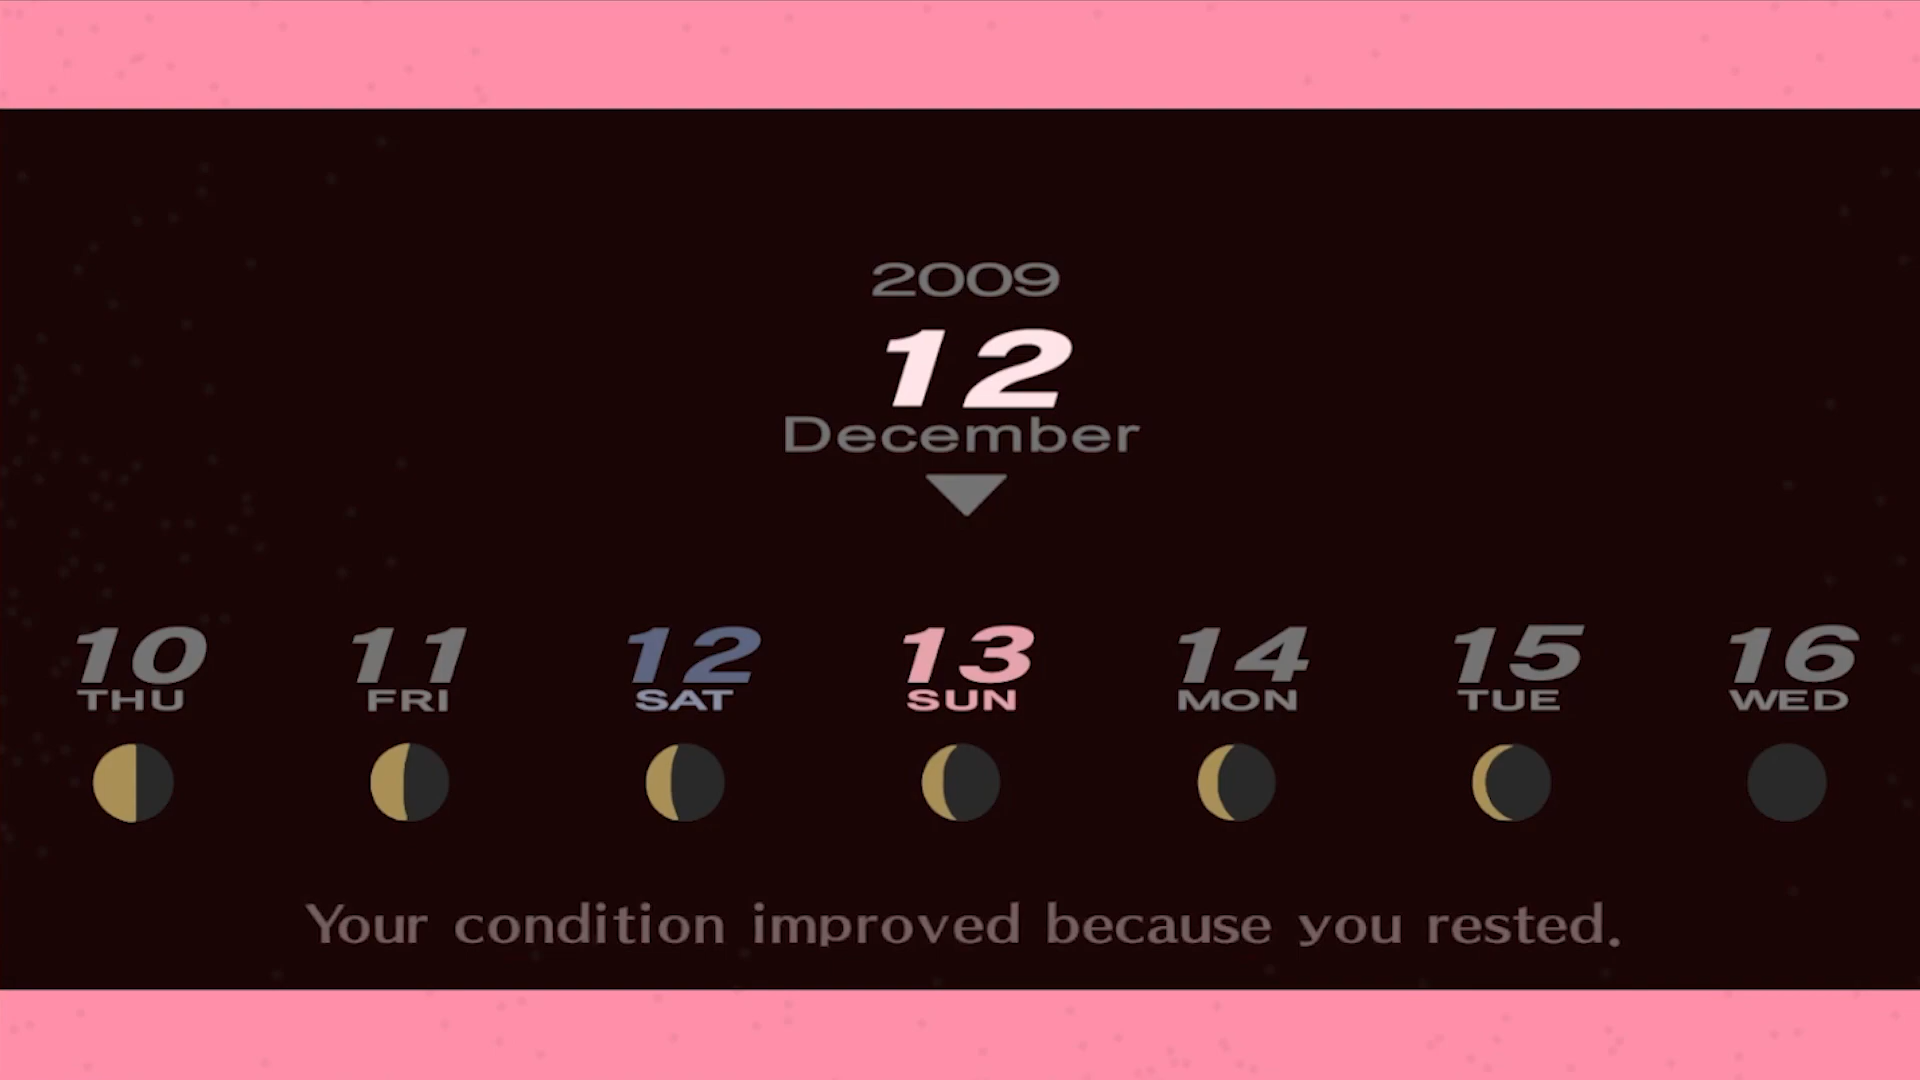 2009
12
December
10 11 12 13 14 15 16
THU FRI SAT SUN MON TUE WED
Your condition improved because you rested.